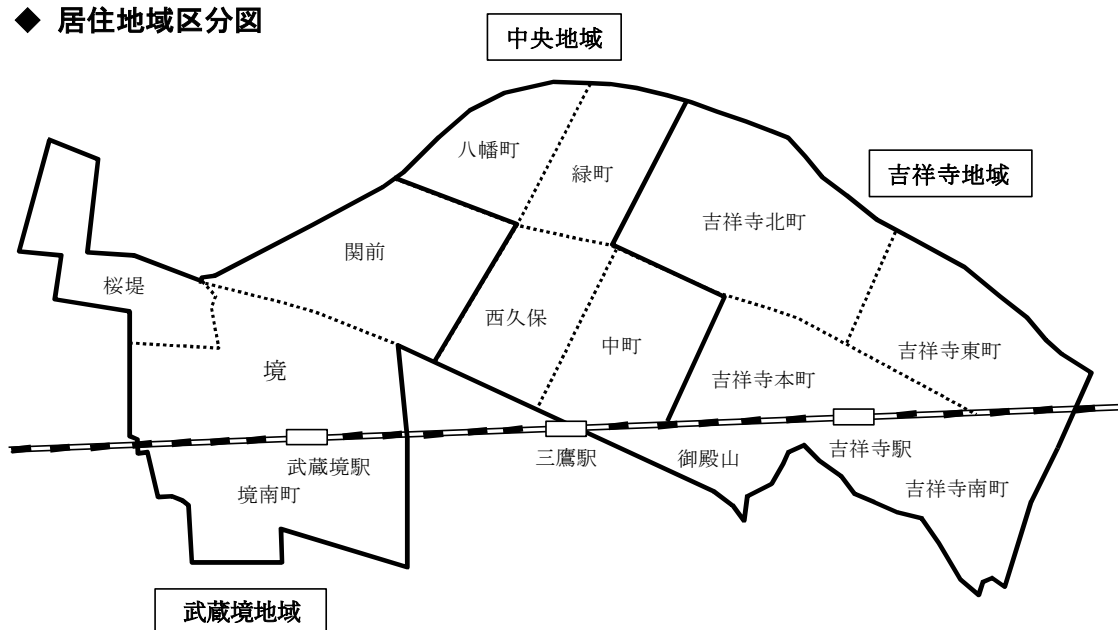 ◆ 居住地域区分図
中央地域
八幡町
緑町
吉祥寺地域
吉祥寺北町
関前
桜堤
西久保
中町
吉祥寺東町
境
吉祥寺本町
武蔵境駅
三鷹駅
御殿山
吉祥寺駅
境南町
吉祥寺南町
武蔵境地域